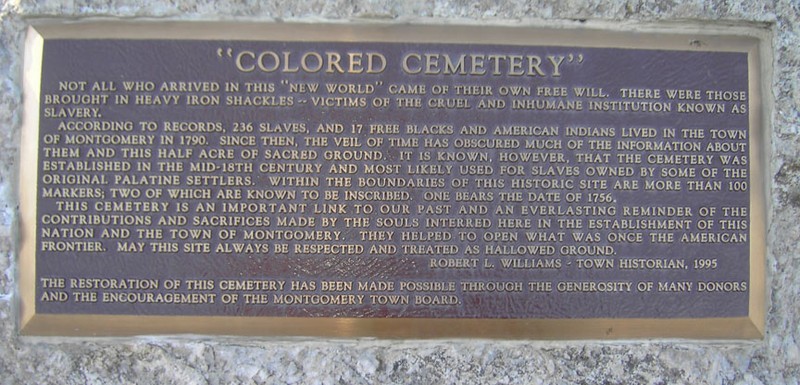 "COLORED CEMETERY"
NOT ALL WHO ARRIVED IN THIS "NEW WORLD" CAME OF THEIR OWN FREE WILL. THERE WERE THOSE
BROUGHT IN HEAVY IRON SHACKLES -- VICTIMS OF THE CRUEL AND INHUMANE INSTITUTION KNOWN AS
SLAVERY.
ACCORDING TO RECORDS, 236 SLAVES, AND 17 FREE BLACKS AND AMERICAN INDIANS LIVED IN THE TOWN
OF MONTGOMERY IN 1790. SINCE THEN, THE VEIL OF TIME HAS OBSCURED MUCH OF THE INFORMATION ABOUT
THEM AND THIS HALF ACRE OF SACRED GROUND. IT IS KNOWN, HOWEVER, THAT THE CEMETERY WAS
ESTABLISHED IN THE MID-18TH CENTURY AND MOST LIKELY USED FOR SLAVES OWNED BY SOME OF THE
ORIGINAL PALATINE SETTLERS. WITHIN THE BOUNDARIES OF THIS HISTORIC SITE ARE MORE THAN 100
MARKERS; TWO OF WHICH ARE KNOWN TO BE INSCRIBED. ONE BEARS THE DATE OF 1756.
THIS CEMETERY IS AN IMPORTANT LINK TO OUR PAST AND AN EVERLASTING REMINDER OF THE
CONTRIBUTIONS AND SACRIFICES MADE BY THE SOULS INTERRED HERE IN THE ESTABLISHMENT OF THIS
NATION AND THE TOWN OF MONTGOMERY. THEY HELPED TO OPEN WHAT WAS ONCE THE AMERICAN
FRONTIER. MAY THIS SITE ALWAYS BE RESPECTED AND TREATED AS HALLOWED GROUND.
ROBERT L. WILLIAMS - TOWN HISTORIAN, 1995
THE RESTORATION OF THIS CEMETERY HAS BEEN MADE POSSIBLE THROUGH THE GENEROSITY OF MANY DONORS
AND THE ENCOURAGEMENT OF THE MONTGOMERY TOWN BOARD.